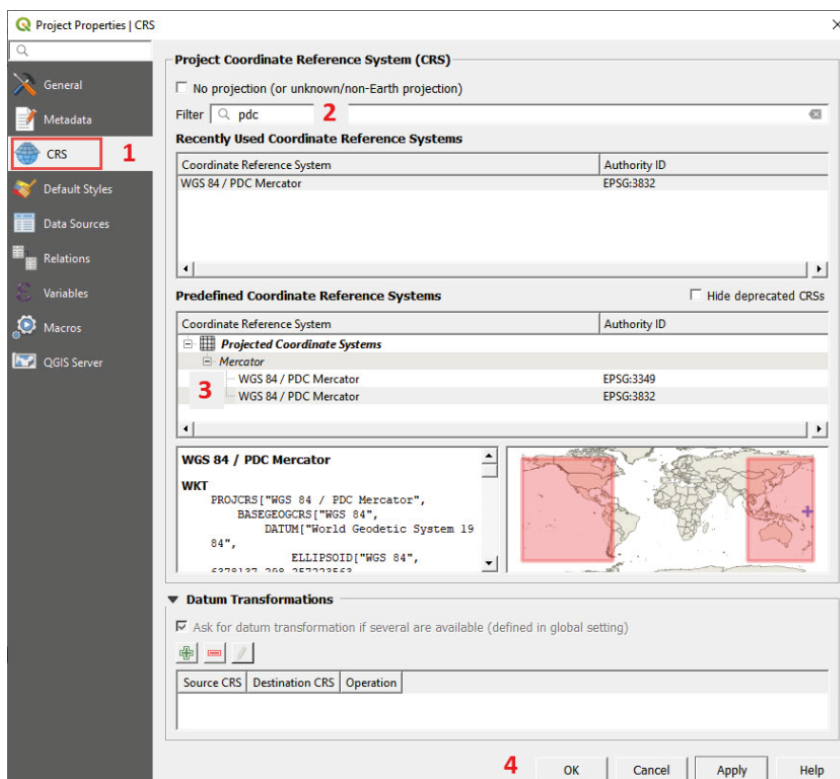 Project Properties | CRS
General
Metadata
CRS
1
Default Styles
Data Sources
Relations
Variables
Macros
QGIS Server
Project Coordinate Reference System (CRS)
No projection (or unknown/non-Earth projection)
Filter pdc 2
Recently Used Coordinate Reference Systems
Coordinate Reference System Authority ID
WGS 84 / PDC Mercator EPSG:3832
Predefined Coordinate Reference Systems Hide deprecated CRSs
Coordinate Reference System Authority ID
Projected Coordinate Systems
Mercator
WGS 84 / PDC Mercator EPSG:3349
3
WGS 84 / PDC Mercator EPSG:3832
WGS 84 / PDC Mercator
WKT
PROJCRS["WGS 84 / PDC Mercator",
BASEGEOGCRS["WGS 84",
DATUM["World Geodetic System 19
84",
ELLIPSOID["WGS 84",
6378137,298.257223563,
Datum Transformations
Ask for datum transformation if several are available (defined in global setting)
Source CRS Destination CRS Operation
4 OK Cancel Apply Help